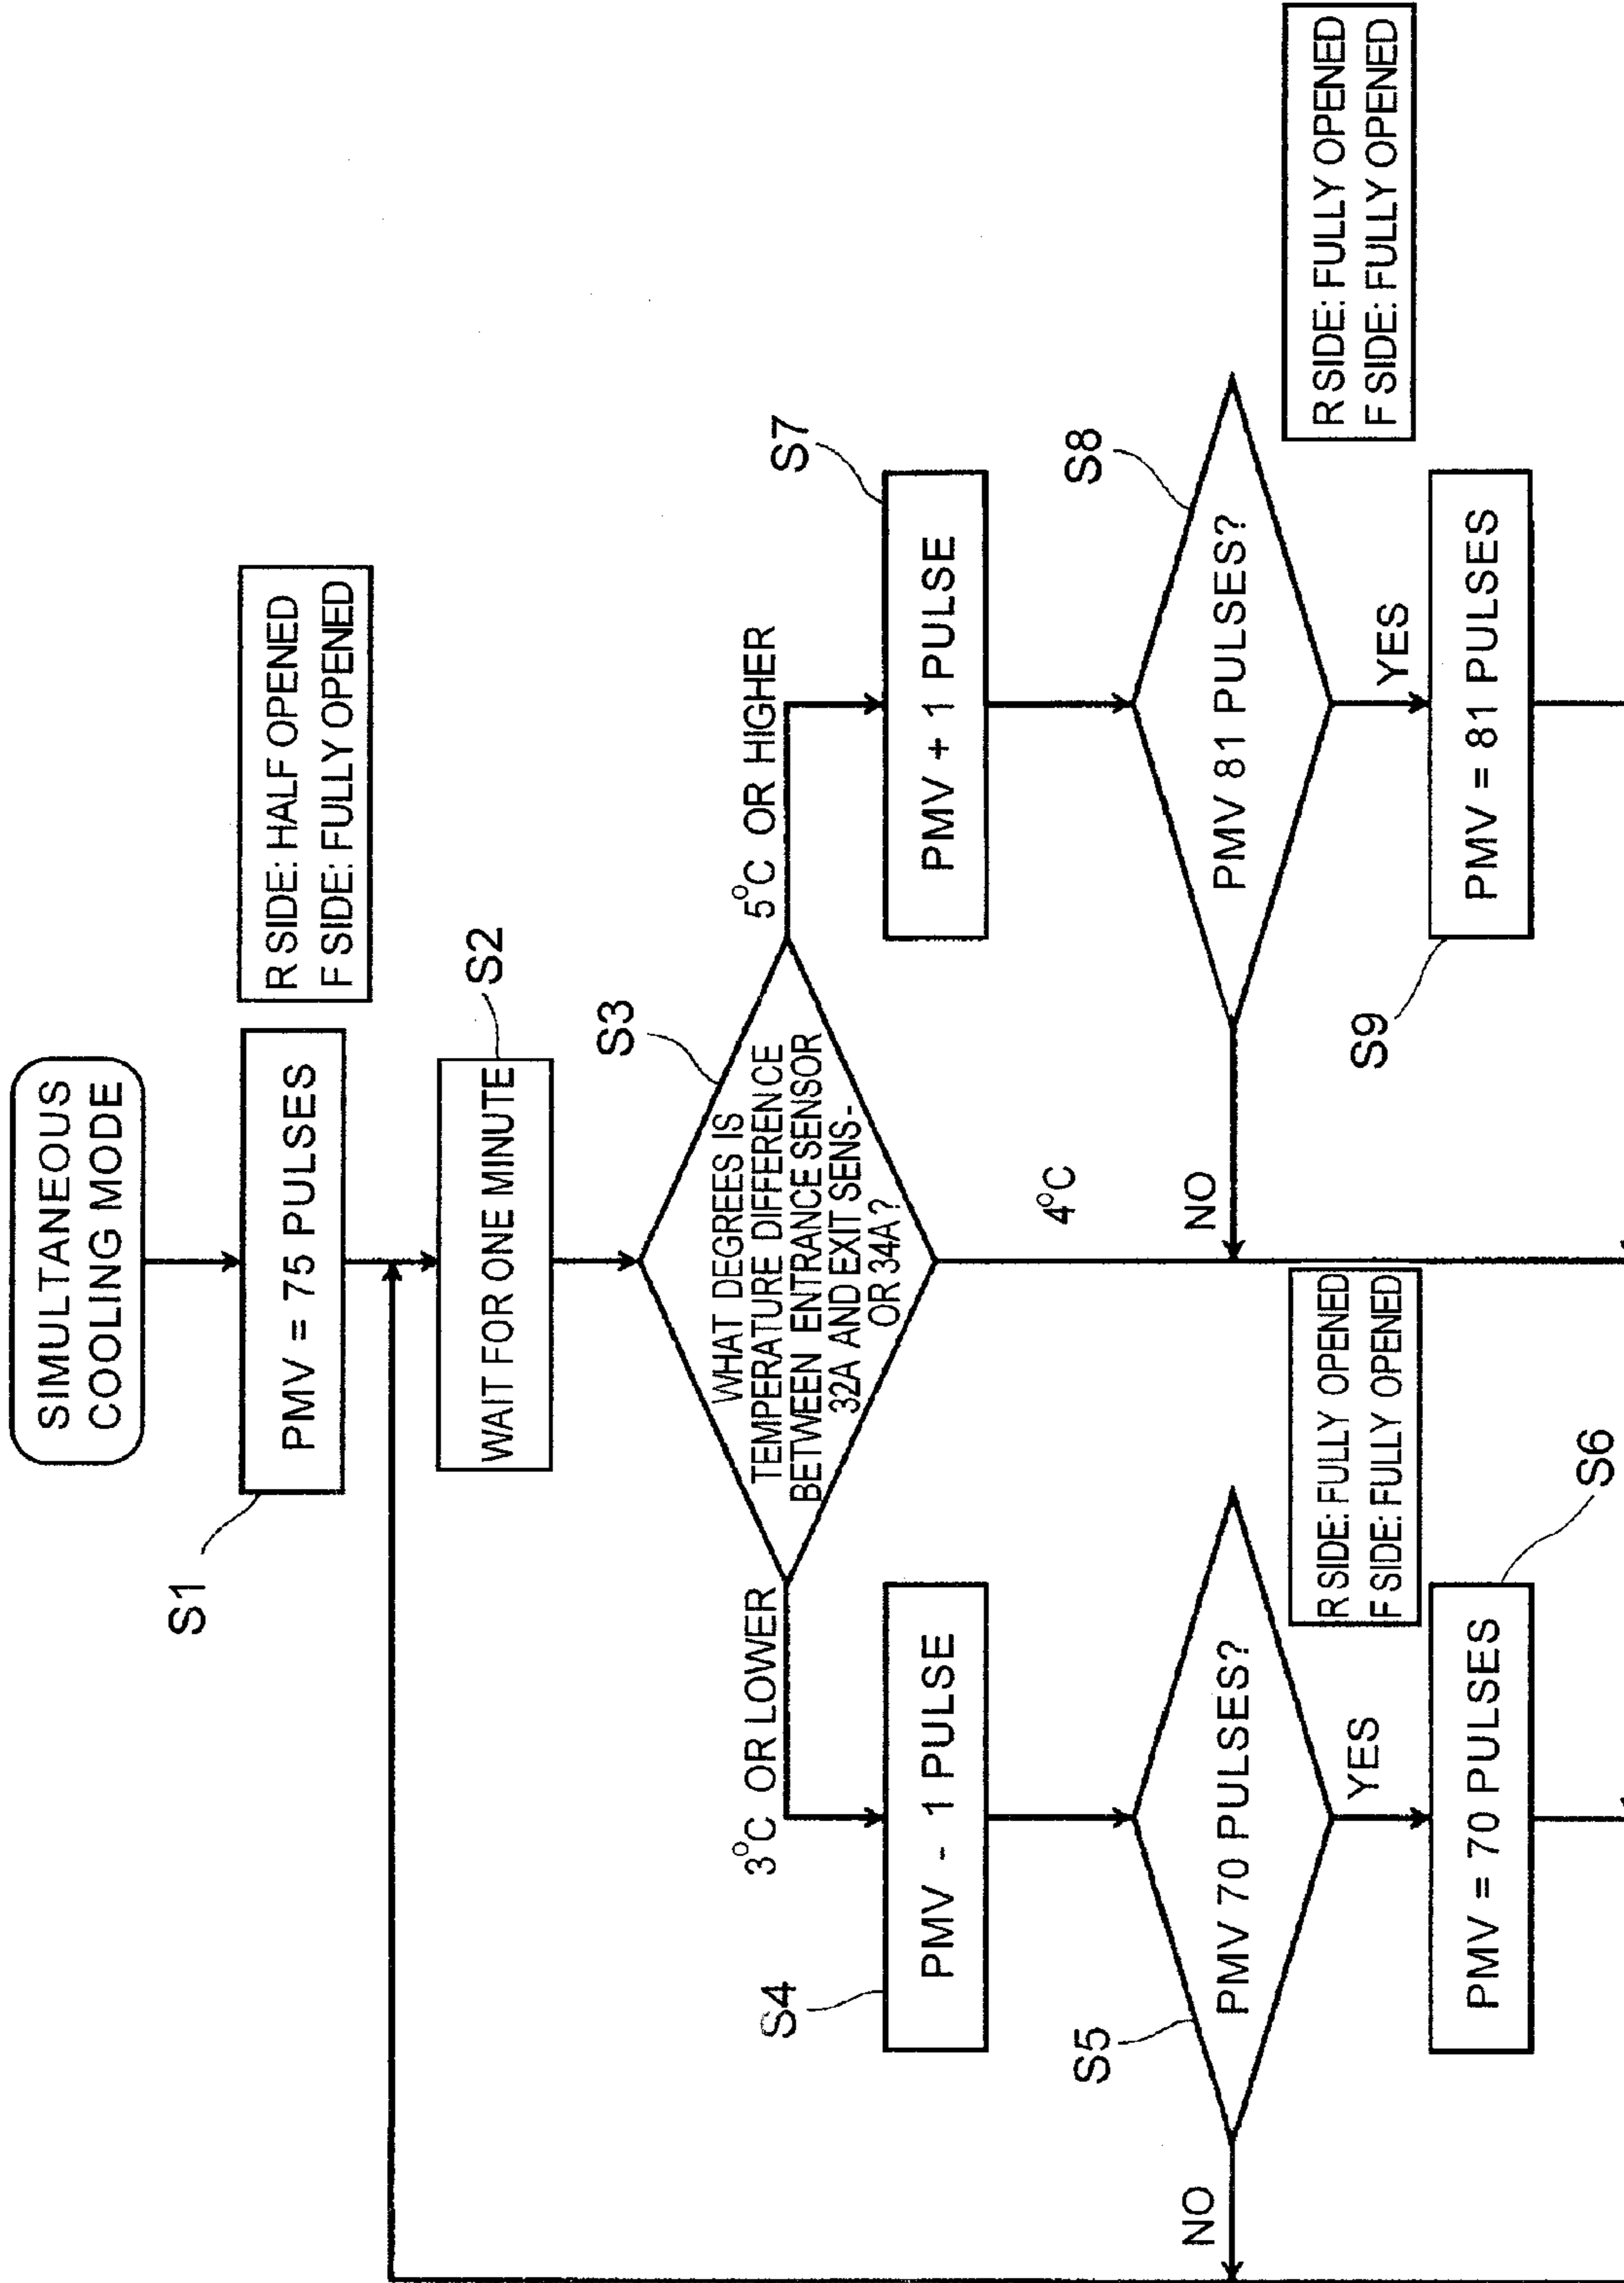 SIMULTANEOUS
COOLING MODE
S1
PMV = 75 PULSES
R SIDE: HALF OPENED
F SIDE: FULLY OPENED
WAIT FOR ONE MINUTE
S2
S3
WHAT DEGREES IS
TEMPERATURE DIFFERENCE
BETWEEN ENTRANCE SENSOR
32A AND EXIT SENS-
OR 34A?
3°C OR LOWER
5°C OR HIGHER
4°C
S4
PMV - 1 PULSE
PMV + 1 PULSE
S7
S5
PMV 70 PULSES?
NO
YES
R SIDE: FULLY OPENED
F SIDE: FULLY OPENED
PMV = 70 PULSES
S6
S8
PMV 81 PULSES?
NO
YES
R SIDE: FULLY OPENED
F SIDE: FULLY OPENED
S9
PMV = 81 PULSES